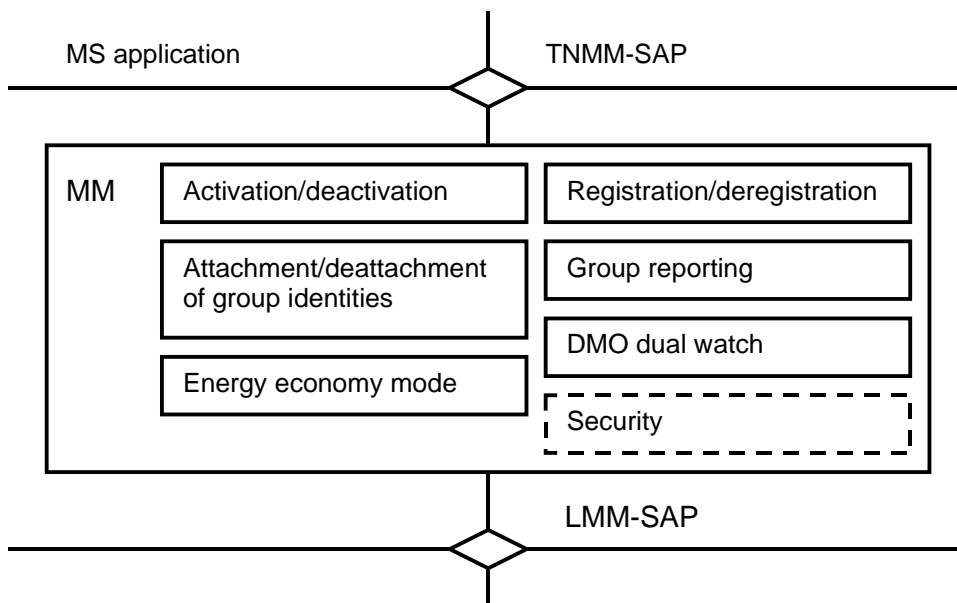 MS application
TNMM-SAP
MM
Activation/deactivation
Registration/deregistration
Attachment/deattachment
of group identities
Group reporting
DMO dual watch
Energy economy mode
Security
LMM-SAP